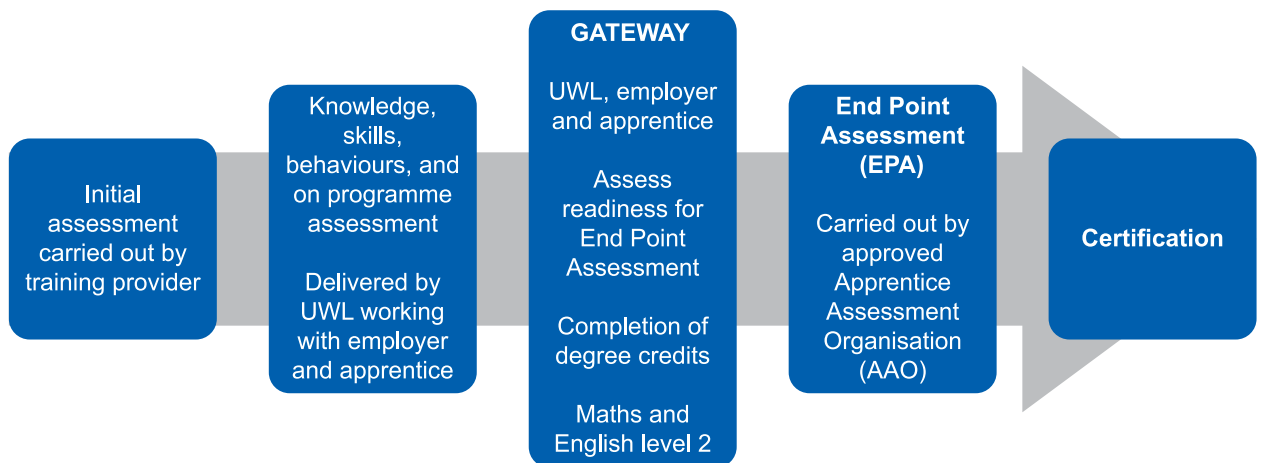 Initial
assessment
carried out by
training provider
Knowledge,
skills,
behaviours, and
on programme
assessment
Delivered by
UWL working
with employer
and apprentice
GATEWAY
UWL, employer
and apprentice
Assess
readiness for
End Point
Assessment
Completion of
degree credits
Maths and
English level 2
End Point
Assessment
(EPA)
Carried out by
approved
Apprentice
Assessment
Organisation
(AAO)
Certification